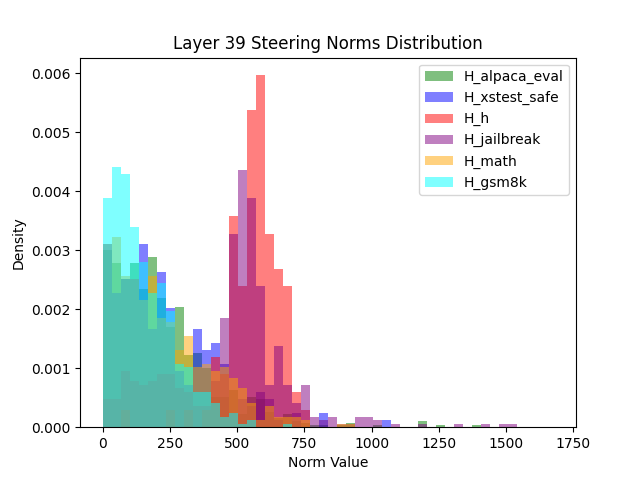 Layer 39 Steering Norms Distribution
0.006
0.005
0.004
0.003
0.002
0.001
0.000
Density
0
250
500
750
1000
1250
1500
1750
Norm Value
H_alpaca_eval
H_xstest_safe
H_h
H_jailbreak
H_math
H_gsm8k